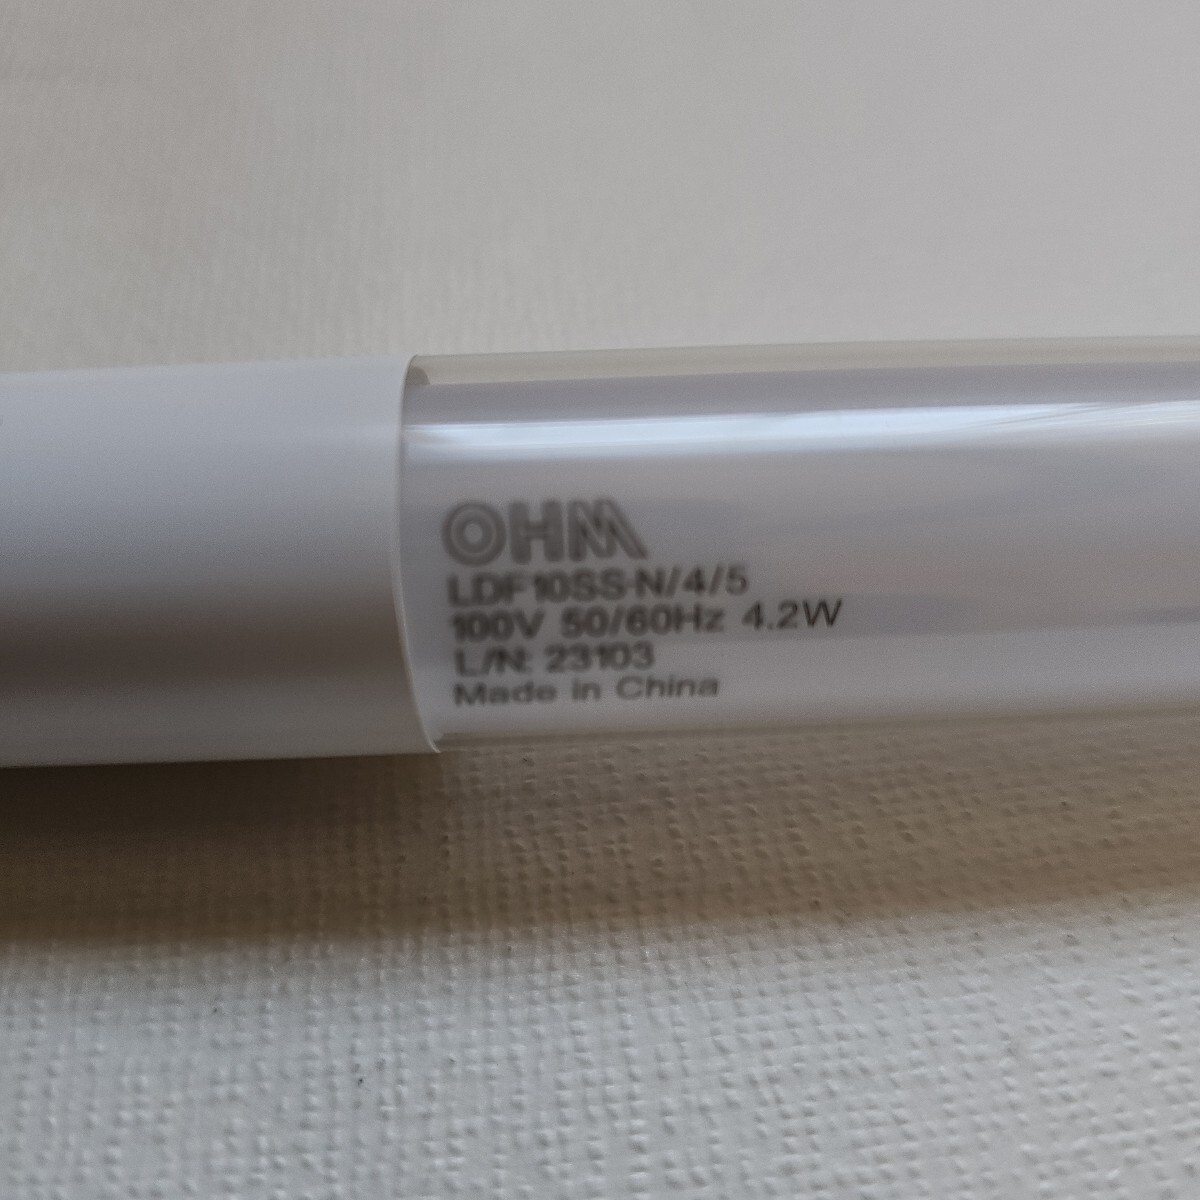 OHM
LDF10SS-N/4/5
100V 50/60Hz 4.2W
L/N: 23103
Made in China